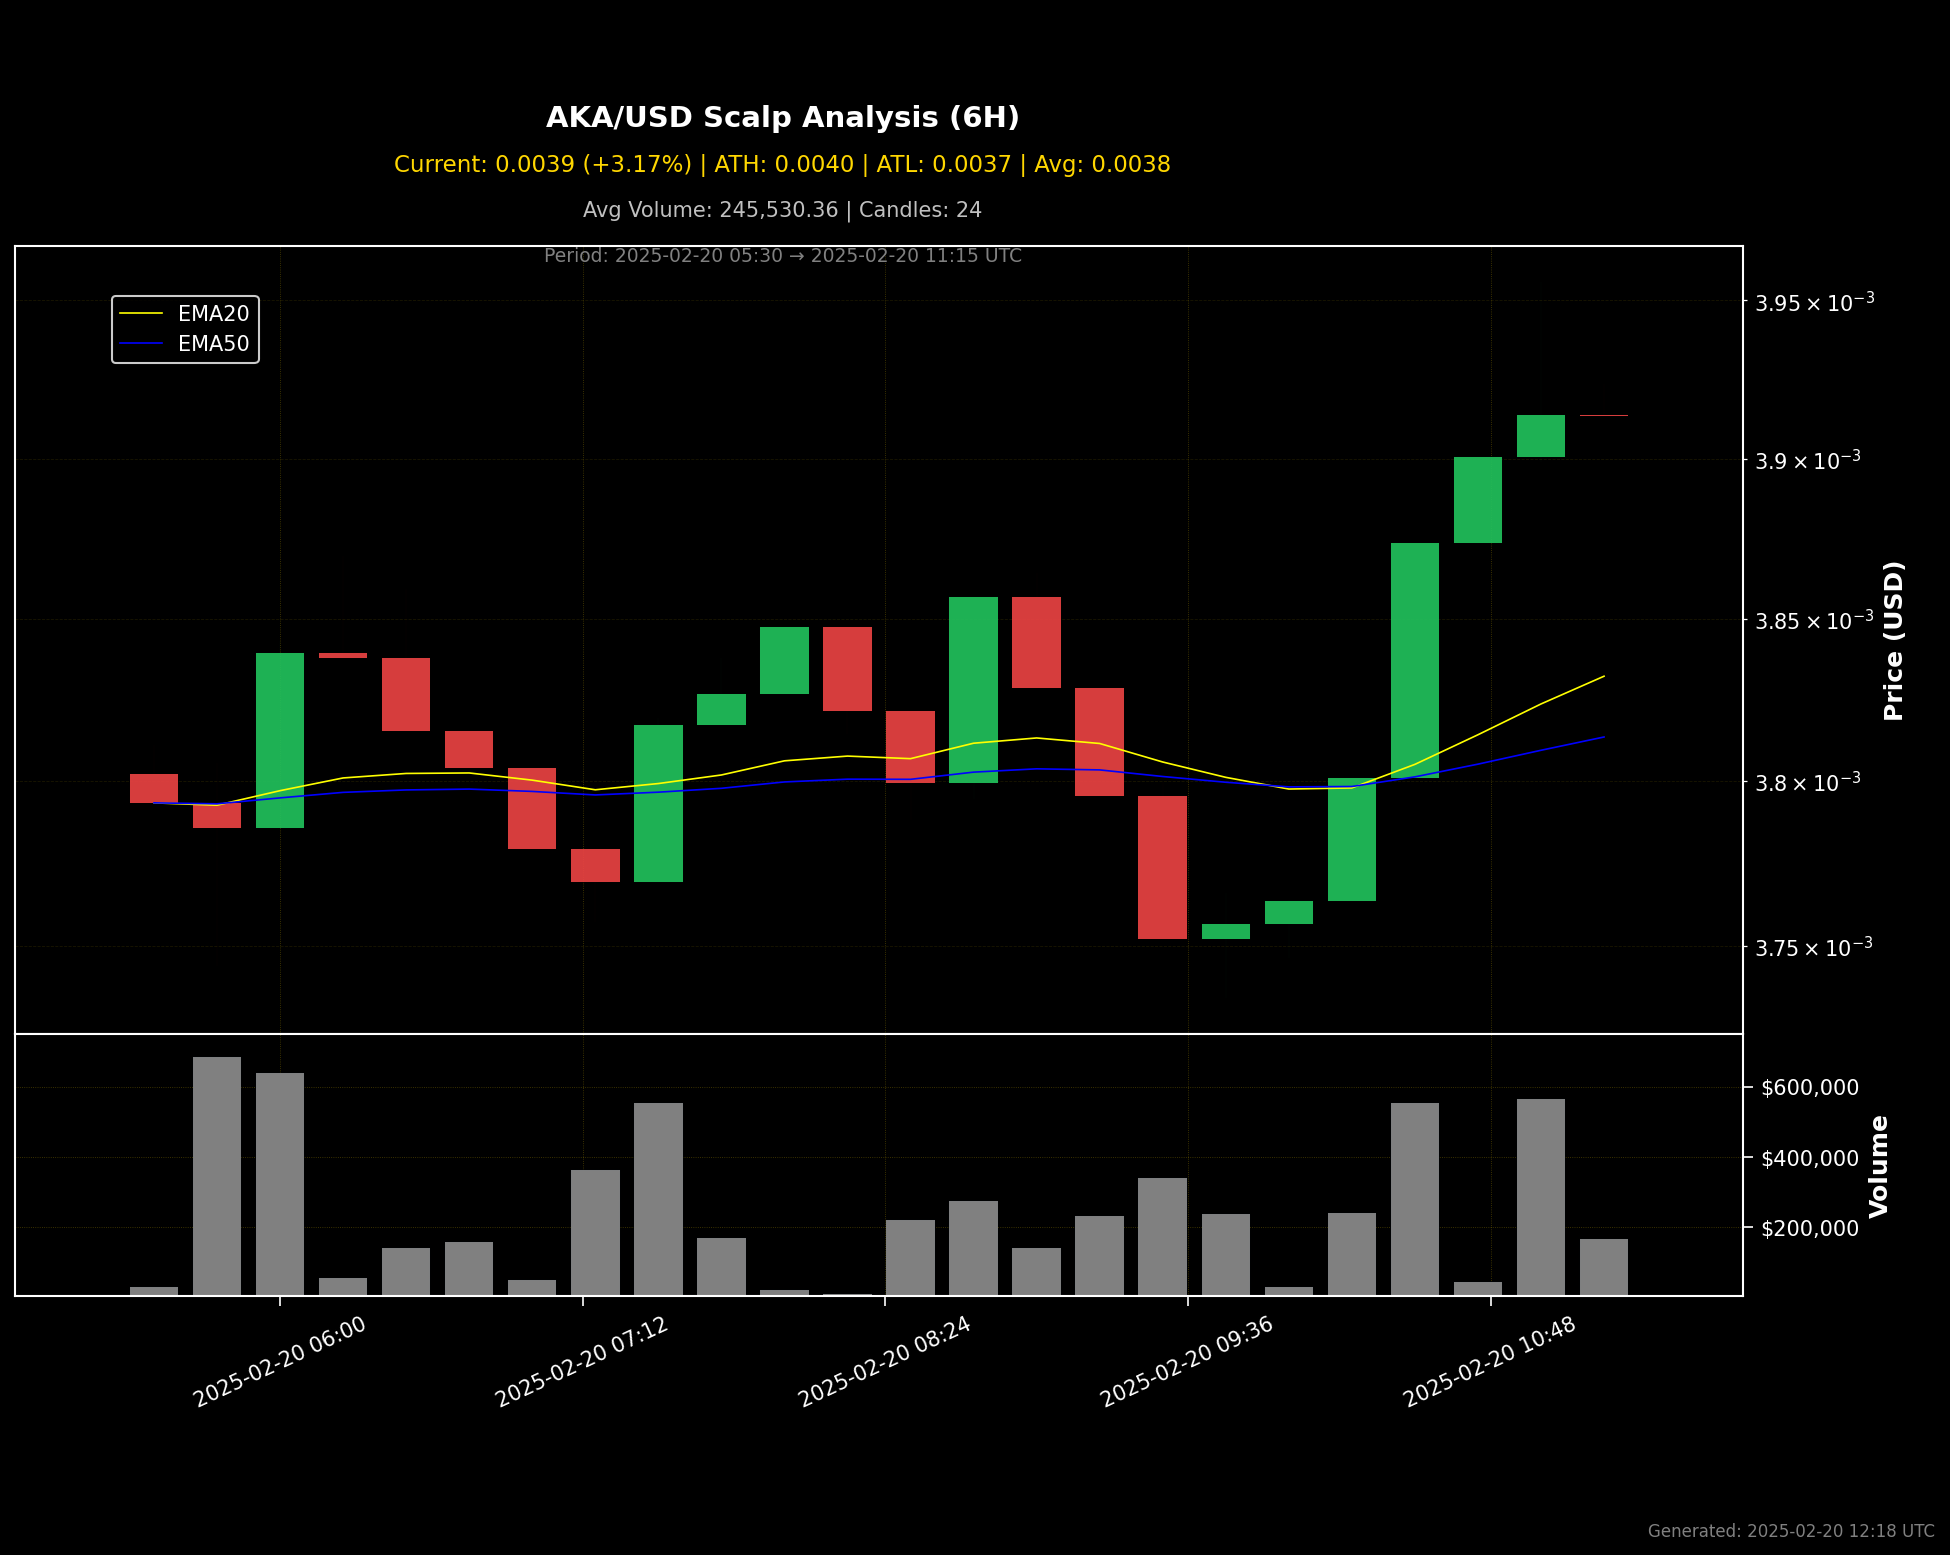 AKA/USD Scalp Analysis (6H)
Current: 0.0039 (+3.17%) | ATH: 0.0040 | ATL: 0.0037 | Avg: 0.0038
Avg Volume: 245,530.36 | Candles: 24
Period: 2025-02-20 05:30 → 2025-02-20 11:15 UTC
EMA20
EMA50
3.95 × 10⁻³
3.9 × 10⁻³
3.85 × 10⁻³
3.8 × 10⁻³
3.75 × 10⁻³
Price (USD)
$600,000
$400,000
$200,000
Volume
2025-02-20 06:00
2025-02-20 07:12
2025-02-20 08:24
2025-02-20 09:36
2025-02-20 10:48
Generated: 2025-02-20 12:18 UTC